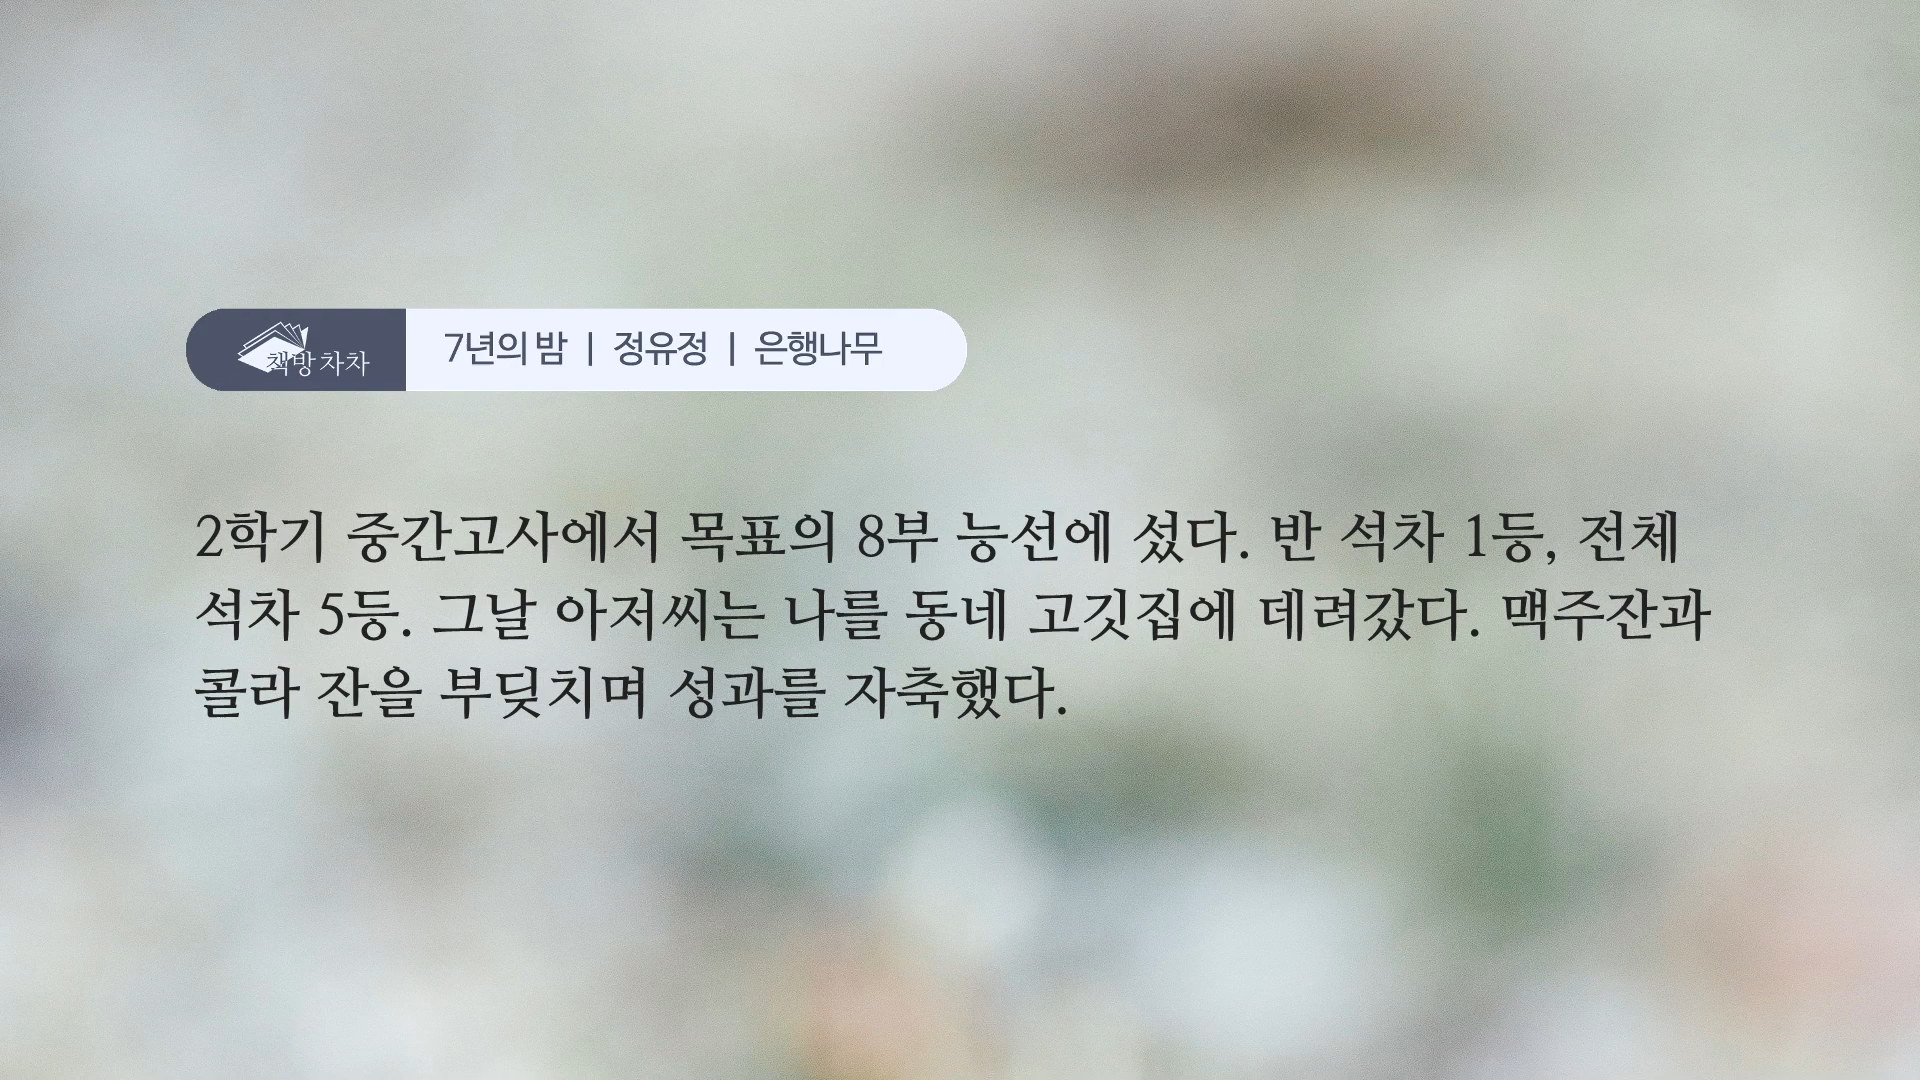 책방 차차
7년의 밤 | 정유정 | 은행나무
2학기 중간고사에서 목표의 8부 능선에 섰다. 반 석차 1등, 전체
석차 5등. 그날 아저씨는 나를 동네 고깃집에 데려갔다. 맥주잔과
콜라 잔을 부딪치며 성과를 자축했다.